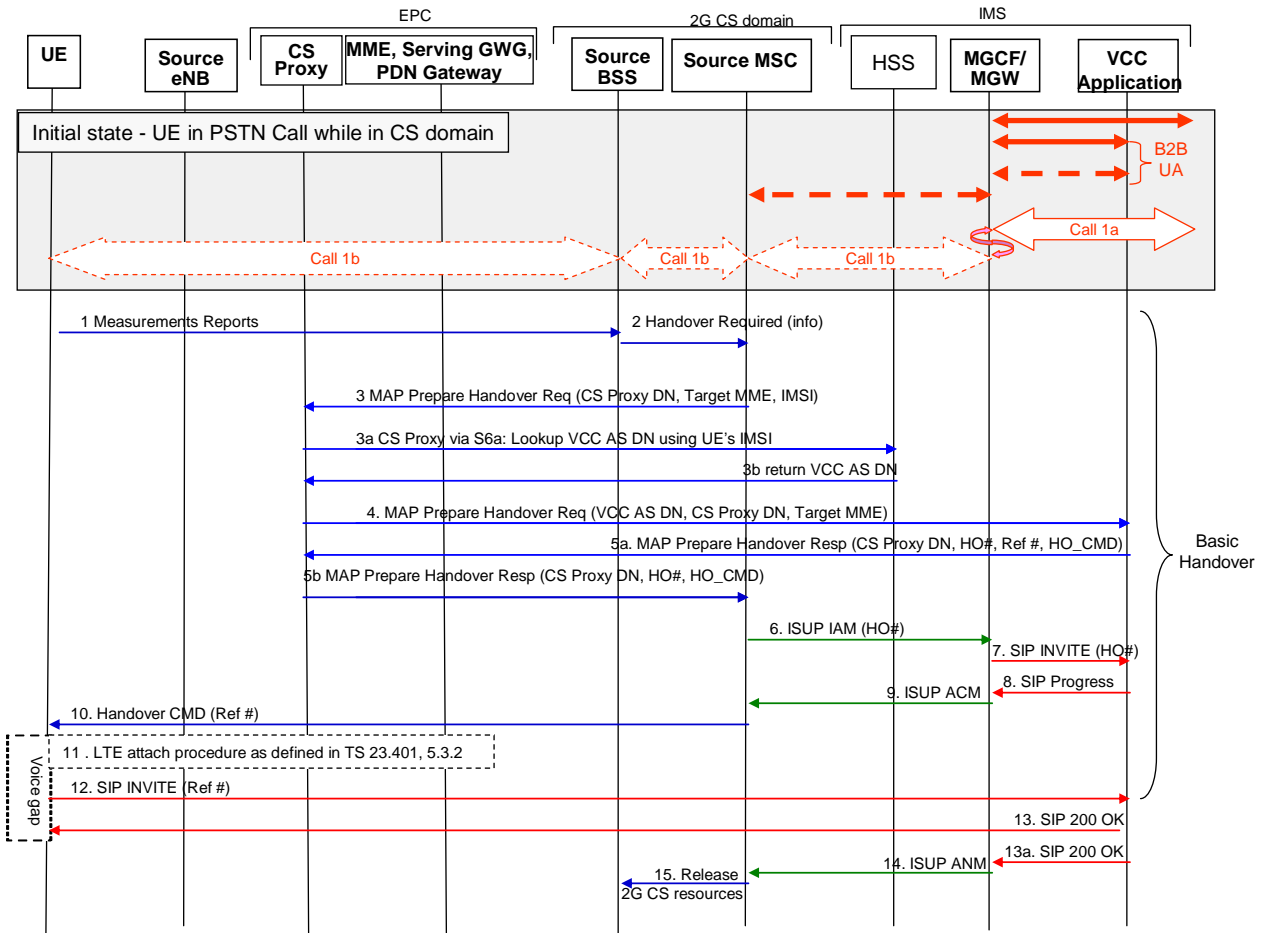 EPC
2G CS domain
IMS
UE
Source
eNB
CS
Proxy
MME, Serving GWG,
PDN Gateway
Source
BSS
Source MSC
HSS
MGCF/
MGW
VCC
Application
Initial state - UE in PSTN Call while in CS domain
B2B
UA
Call 1a
Call 1b
Call 1b
Call 1b
1 Measurements Reports
2 Handover Required (info)
3 MAP Prepare Handover Req (CS Proxy DN, Target MME, IMSI)
3a CS Proxy via S6a: Lookup VCC AS DN using UE's IMSI
3b return VCC AS DN
4. MAP Prepare Handover Req (VCC AS DN, CS Proxy DN, Target MME)
5a. MAP Prepare Handover Resp (CS Proxy DN, HO#, Ref #, HO_CMD)
Basic
Handover
5b MAP Prepare Handover Resp (CS Proxy DN, HO#, HO_CMD)
6. ISUP IAM (HO#)
7. SIP INVITE (HO#)
8. SIP Progress
9. ISUP ACM
10. Handover CMD (Ref #)
11 . LTE attach procedure as defined in TS 23.401, 5.3.2
Voice gap
12. SIP INVITE (Ref #)
13. SIP 200 OK
13a. SIP 200 OK
14. ISUP ANM
15. Release
2G CS resources